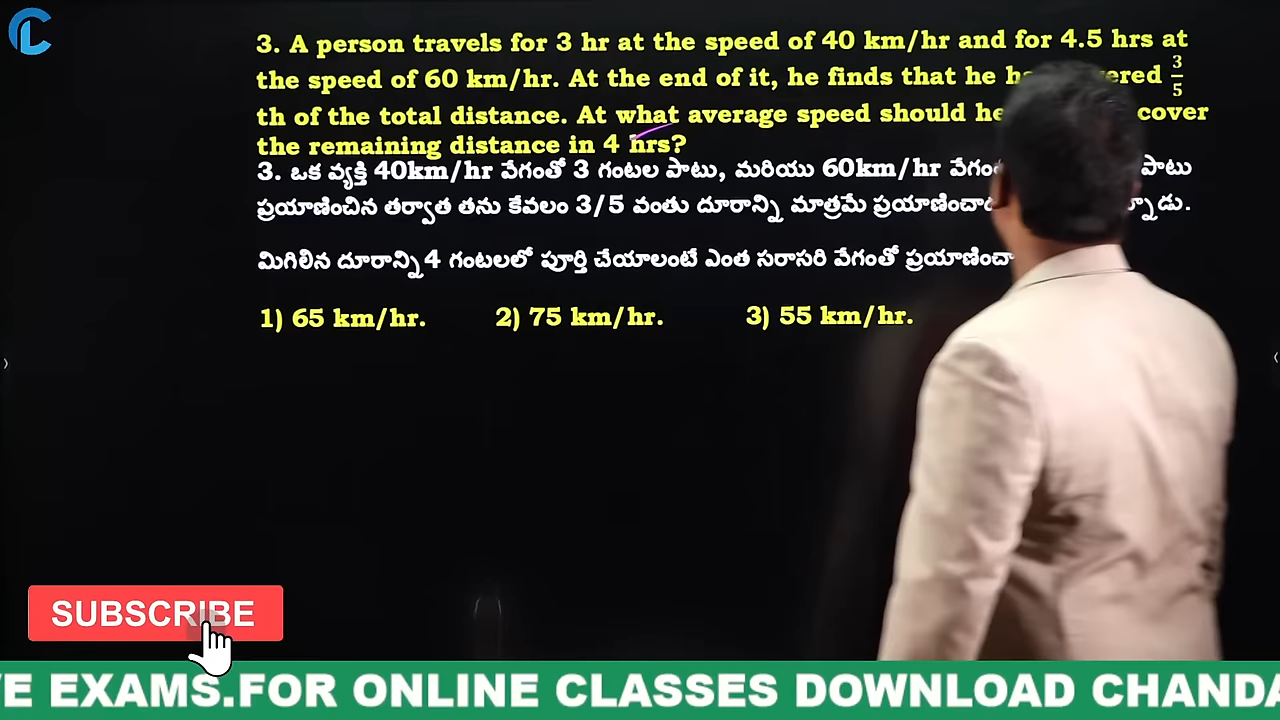 3. A person travels for 3 hr at the speed of 40 km/hr and for 4.5 hrs at
the speed of 60 km/hr. At the end of it, he finds that he ered 3/5
th of the total distance. At what average speed should he cover
the remaining distance in 4 hrs?
3. ఒక వ్యక్తి 40km/hr వేగంతో 3 గంటల పాటు, మరియు 60km/hr పాటు
ప్రయాణించిన తర్వాత తను కేవలం 3/5 వంతు దూరాన్ని మాత్రమే
మిగిలిన దూరాన్ని 4 గంటలలో పూర్తి చేయాలంటే ఎంత సరాసరి వేగంతో
1) 65 km/hr. 2) 75 km/hr. 3) 55 km/hr.
SUBSCRIBE
EXAMS.FOR ONLINE CLASSES DOWNLOAD